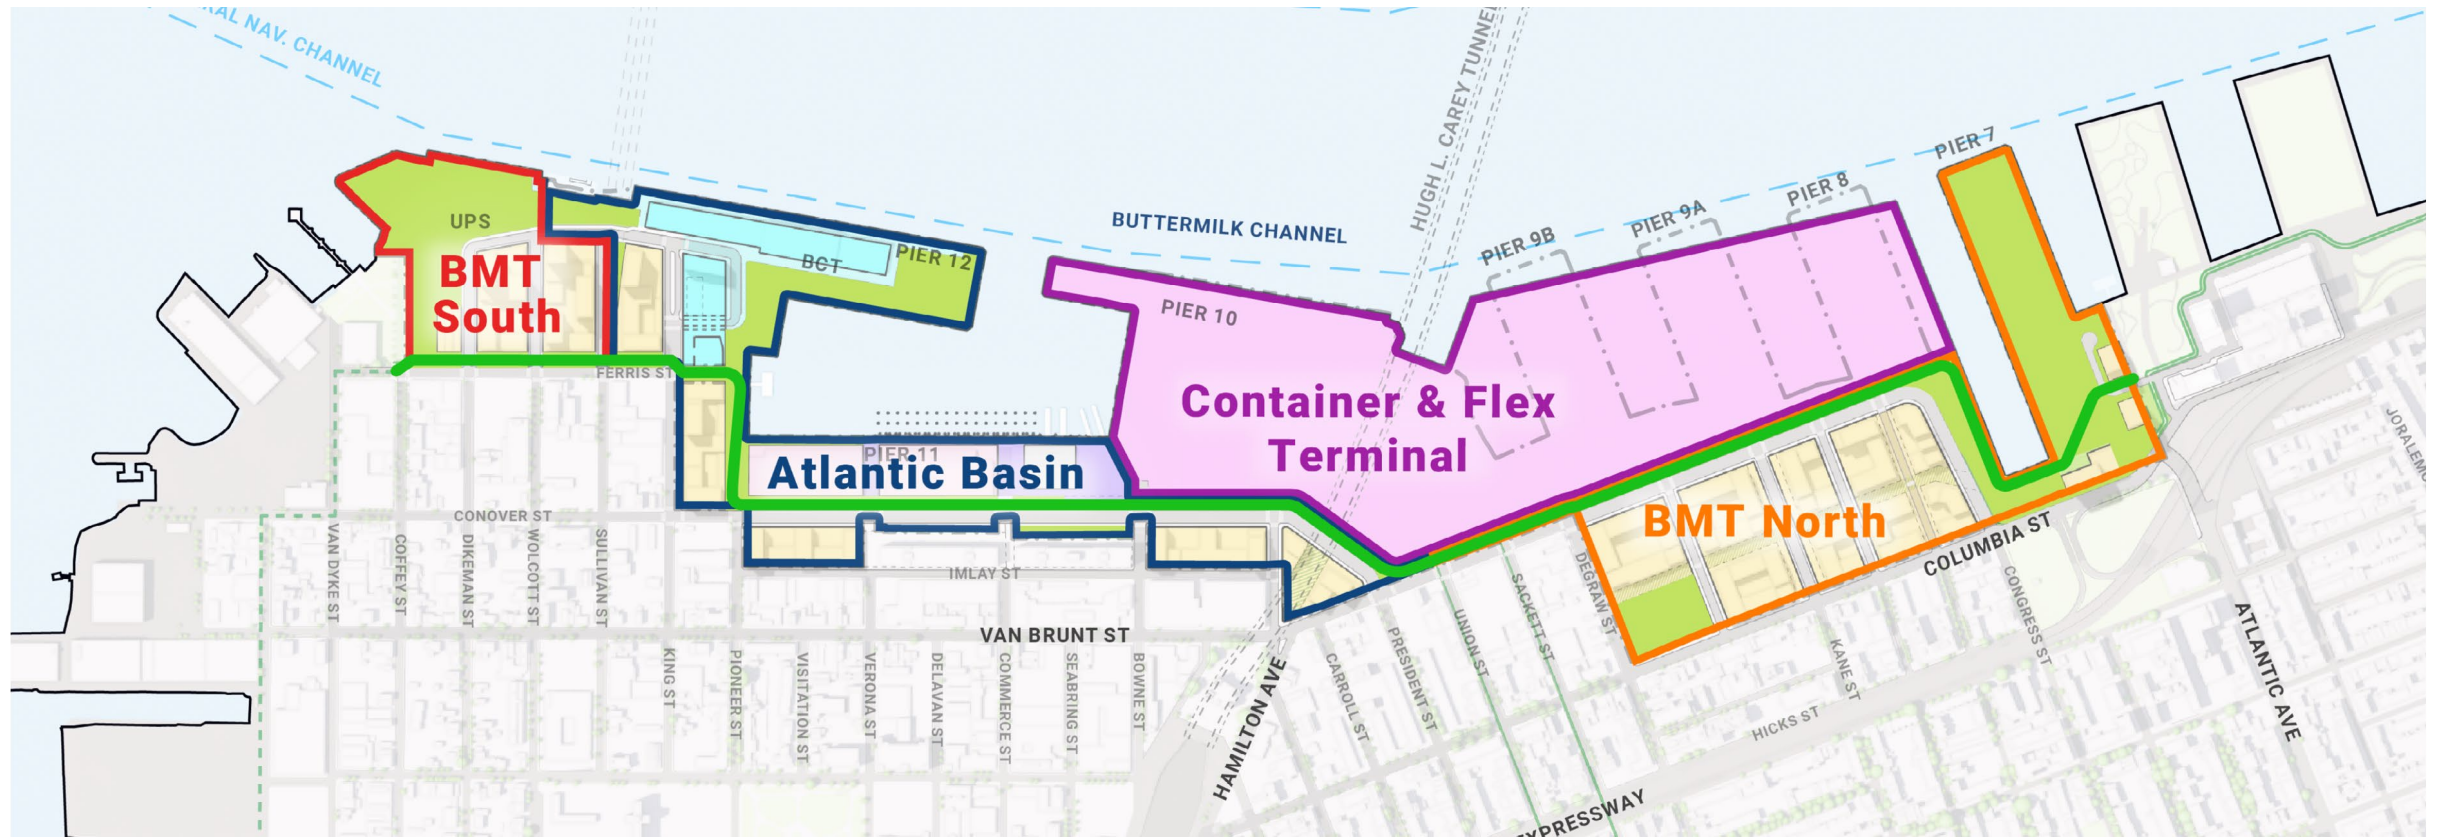 NAV. CHANNEL
HUGH L. CAREY TUNNEL
BUTTERMILK CHANNEL
PIER 7
PIER 8
PIER 9A
PIER 9B
UPS
BMT
South
BCT
PIER 12
PIER 10
Container & Flex
Terminal
FERRIS ST
PIER 11
Atlantic Basin
BMT North
CONOVER ST
IMLAY ST
COLUMBIA ST
VAN DYKE ST
COFFEY ST
DIKEMAN ST
WOLCOTT ST
SULLIVAN ST
VAN BRUNT ST
KING ST
PIONEER ST
VISITATION ST
VERONA ST
DELAVAN ST
COMMERCE ST
SEABRING ST
BOWNE ST
HAMILTON AVE
CARROLL ST
PRESIDENT ST
UNION ST
SACKETT ST
DEGRAW ST
KANE ST
CONGRESS ST
HICKS ST
ATLANTIC AVE
EXPRESSWAY